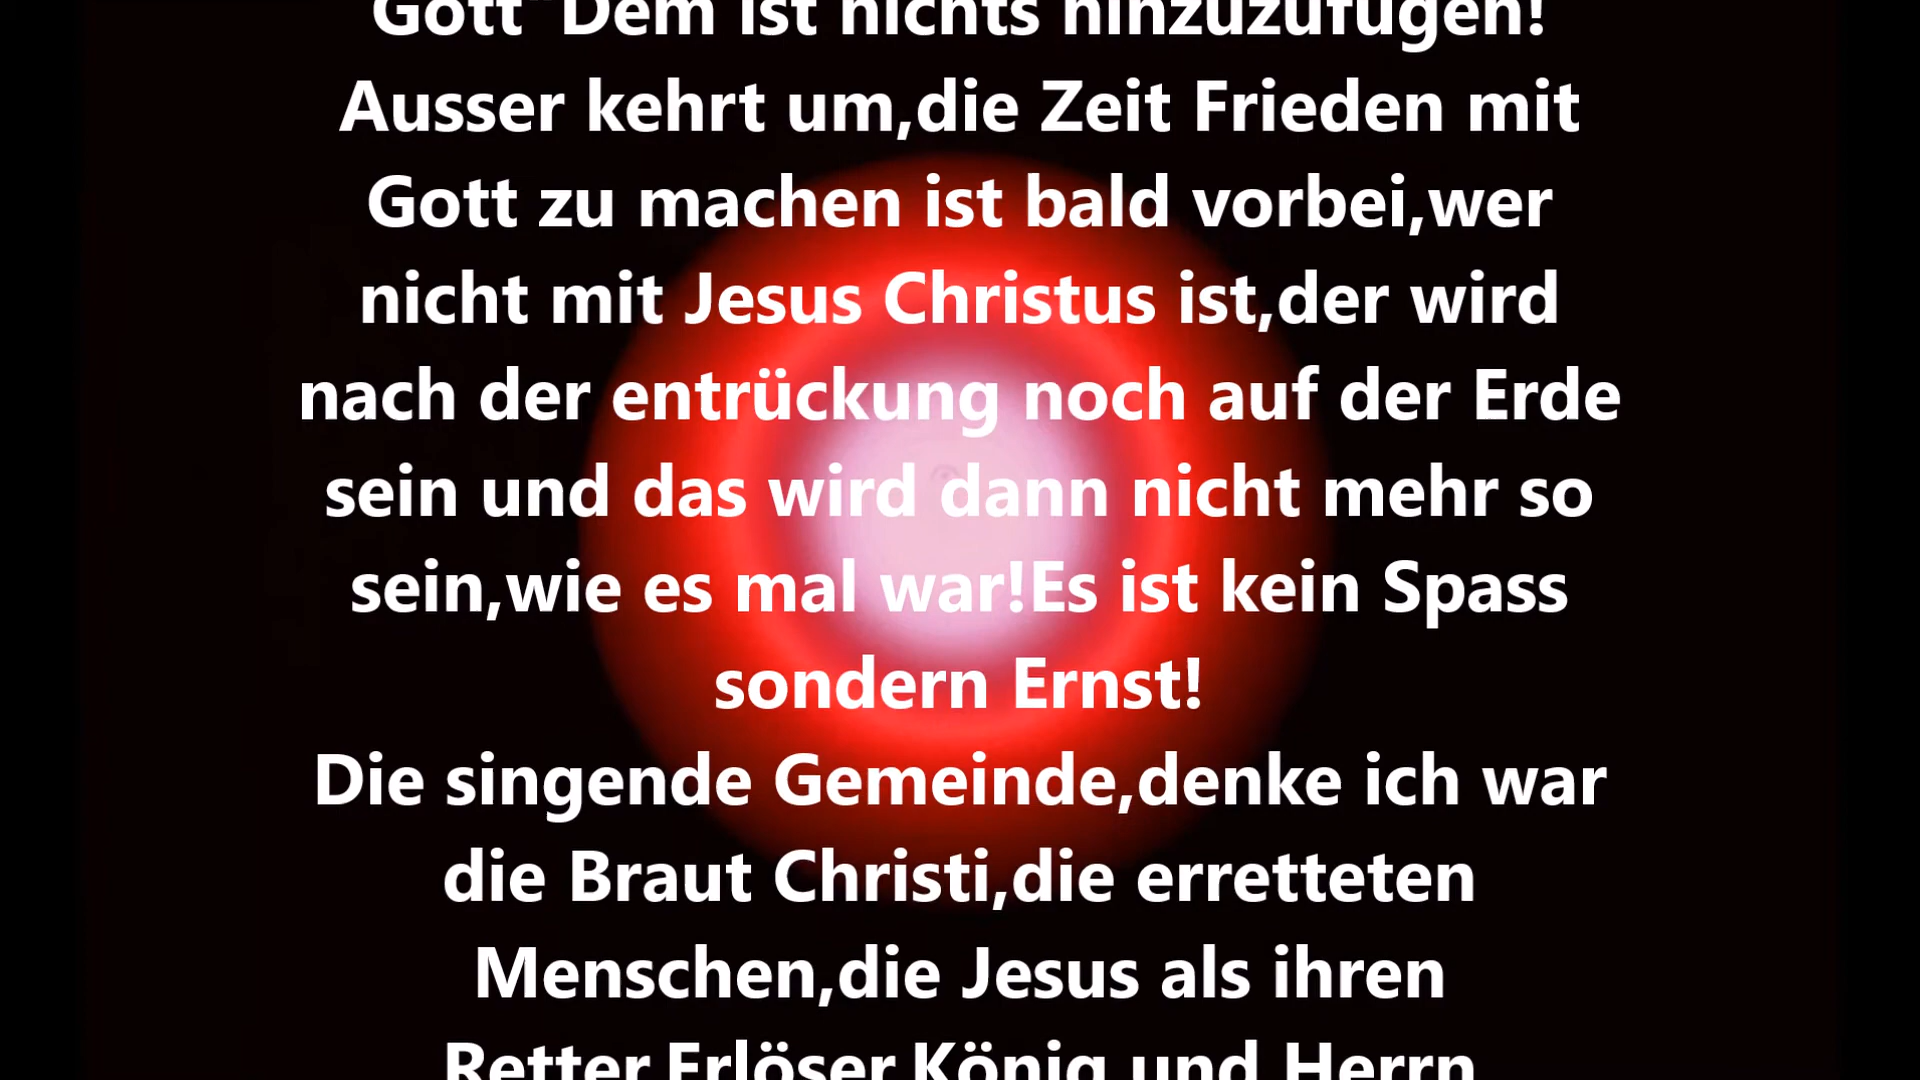 Gott"Dem ist nichts hinzuzufügen!
Ausser kehrt um,die Zeit Frieden mit
Gott zu machen ist bald vorbei,wer
nicht mit Jesus Christus ist,der wird
nach der entrückung noch auf der Erde
sein und das wird dann nicht mehr so
sein,wie es mal war!Es ist kein Spass
sondern Ernst!
Die singende Gemeinde,denke ich war
die Braut Christi,die erretteten
Menschen,die Jesus als ihren
Retter,Erlöser,König und Herrn